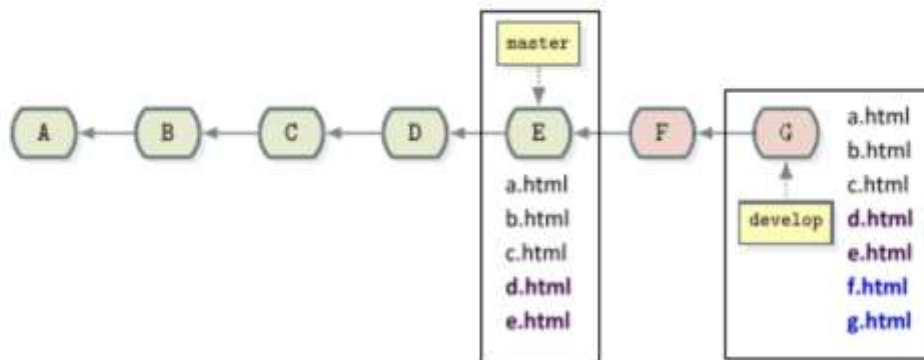 master
A
B
C
D
E
F
G
a.html
b.html
c.html
d.html
e.html
develop
a.html
b.html
c.html
d.html
e.html
f.html
g.html